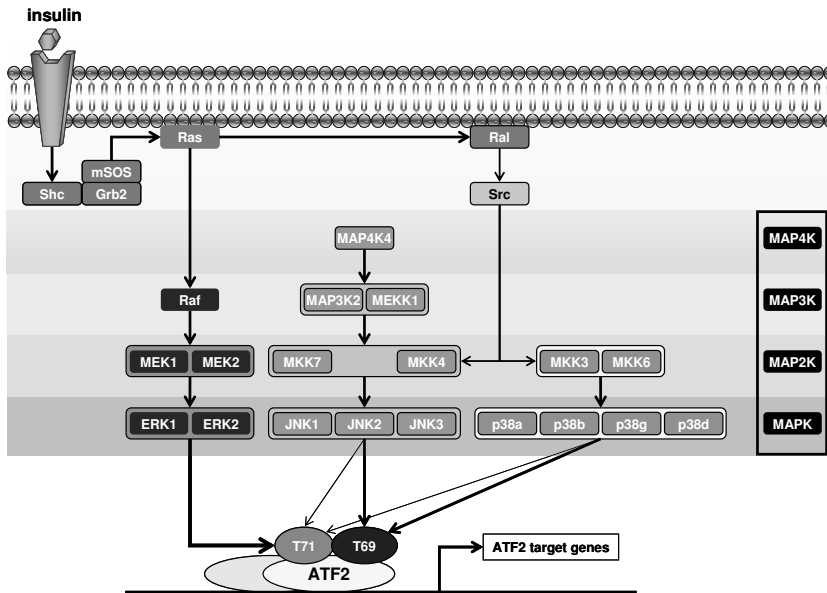 insulin
Ras
Ral
mSOS
Shc
Grb2
Src
MAP4K4
MAP4K
Raf
MAP3K2
MEKK1
MAP3K
MEK1
MEK2
MKK7
MKK4
MKK3
MKK6
MAP2K
ERK1
ERK2
JNK1
JNK2
JNK3
p38a
p38b
p38g
p38d
MAPK
T71
T69
ATF2 target genes
ATF2